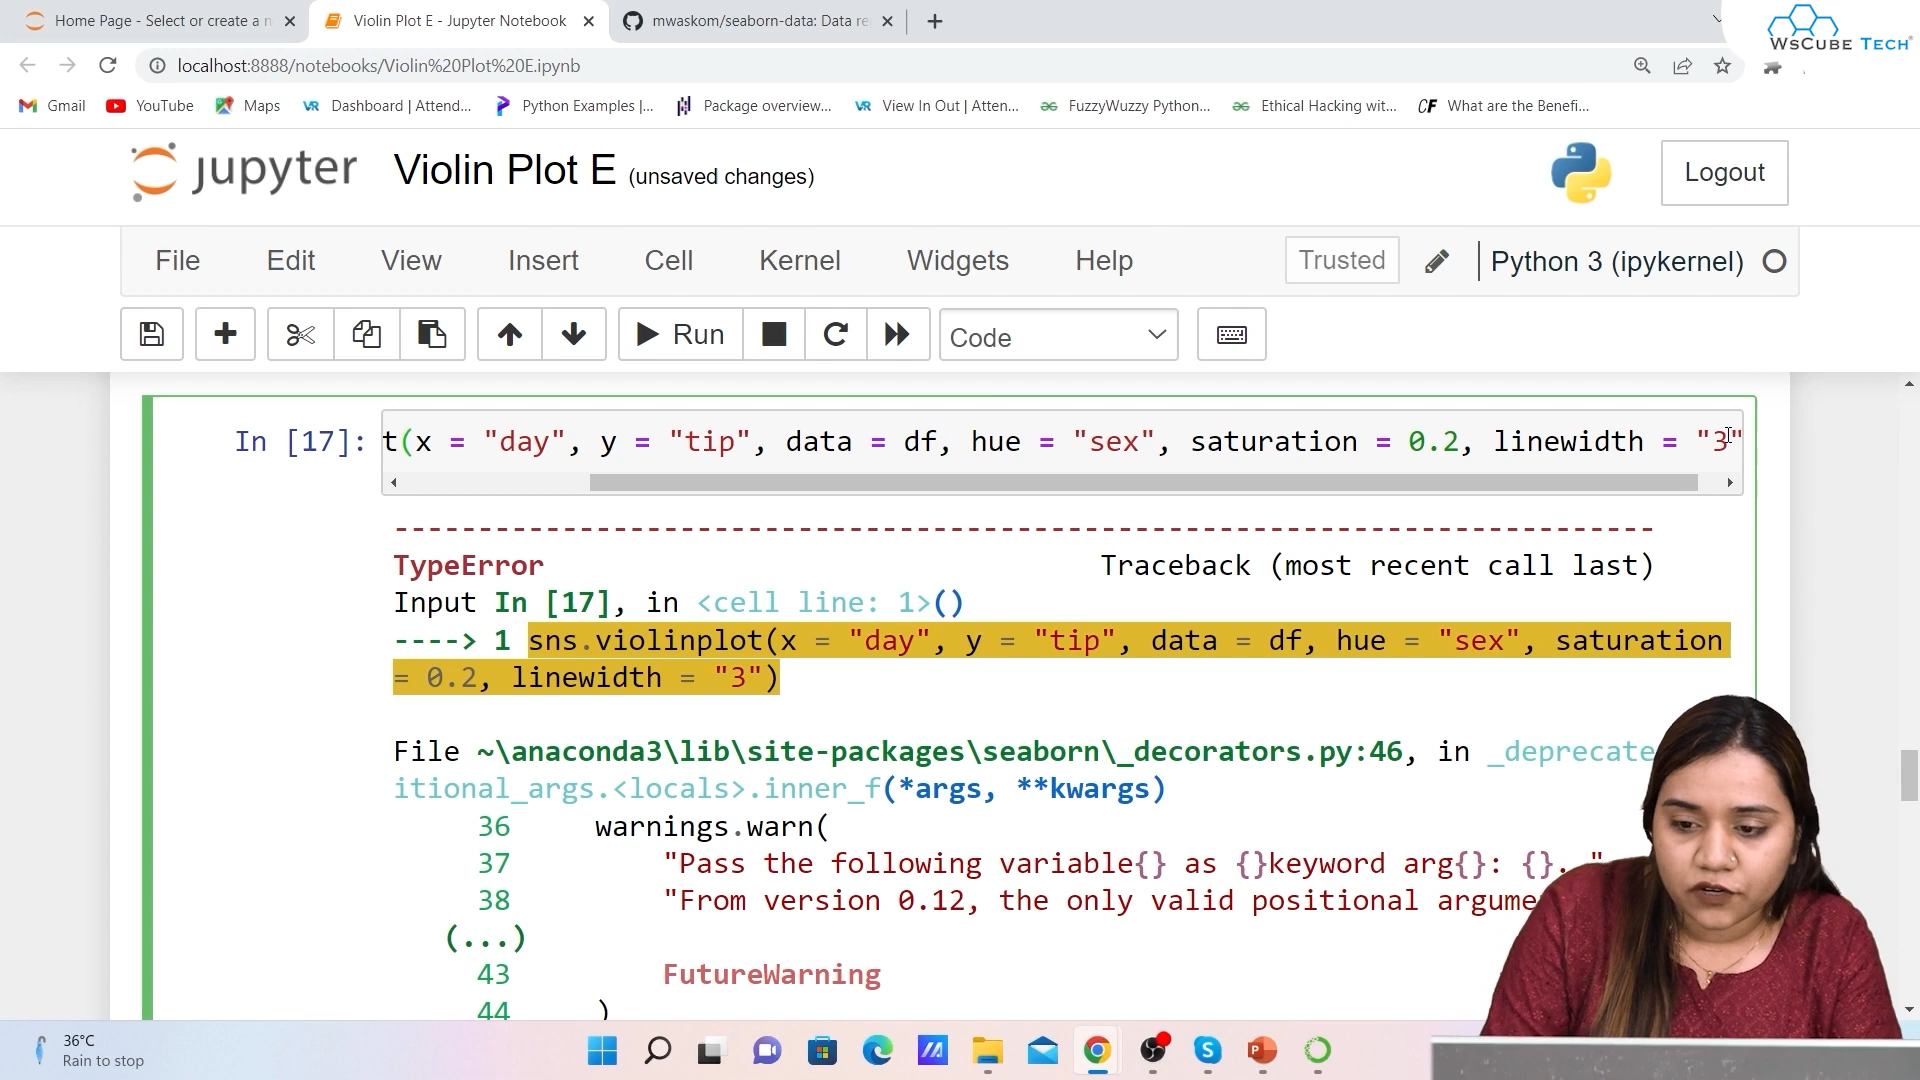 Home Page - Select or create a n
Violin Plot E - Jupyter Notebook
mwaskom/seaborn-data: Data re
WsCube Tech
localhost:8888/notebooks/Violin%20Plot%20E.ipynb
Gmail YouTube Maps Dashboard | Attend... Python Examples |... Package overview... View In Out | Atten... FuzzyWuzzy Python... Ethical Hacking wit... What are the Benefi...
jupyter Violin Plot E (unsaved changes) Logout
File Edit View Insert Cell Kernel Widgets Help Trusted Python 3 (ipykernel)
Run Code
In [17]: t(x = "day", y = "tip", data = df, hue = "sex", saturation = 0.2, linewidth = "3"
---------------------------------------------------------------------------
TypeError Traceback (most recent call last)
Input In [17], in <cell line: 1>()
----> 1 sns.violinplot(x = "day", y = "tip", data = df, hue = "sex", saturation
= 0.2, linewidth = "3")
File ~\anaconda3\lib\site-packages\seaborn\_decorators.py:46, in _deprecate
itional_args.<locals>.inner_f(*args, **kwargs)
36 warnings.warn(
37 "Pass the following variable{} as {}keyword arg{}: {}. "
38 "From version 0.12, the only valid positional argume
(...)
43 FutureWarning
44 )
36°C
Rain to stop